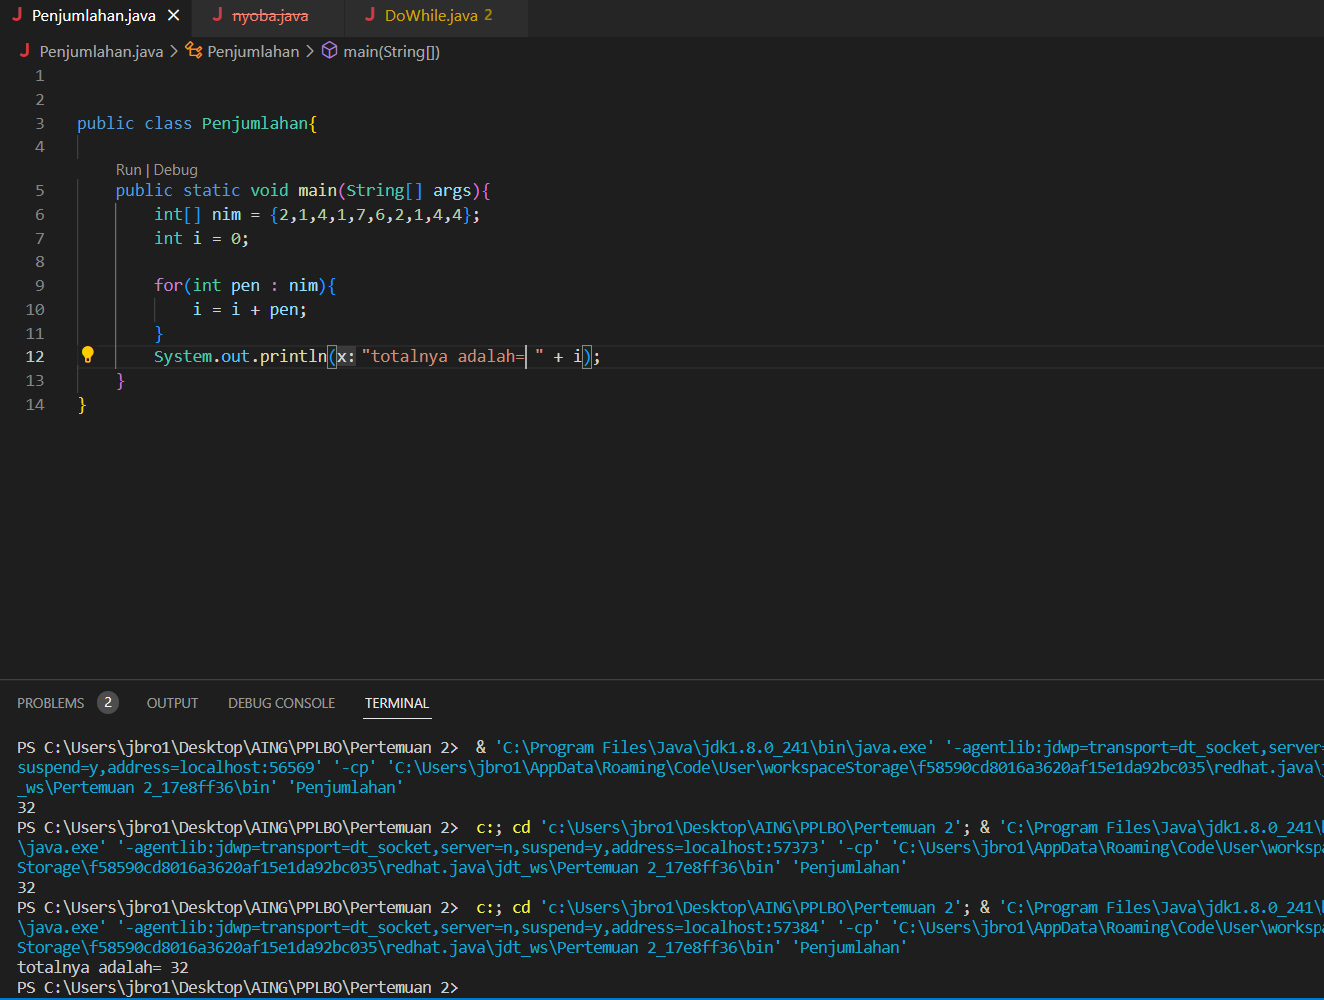 Penjumlahan.java nyoba.java DoWhile.java 2
Penjumlahan.java > Penjumlahan > main(String[])
1
2
3 public class Penjumlahan{
4
Run | Debug
5 public static void main(String[] args){
6 int[] nim = {2,1,4,1,7,6,2,1,4,4};
7 int i = 0;
8
9 for(int pen : nim){
10 i = i + pen;
11 }
12 System.out.println(x: "totalnya adalah= " + i);
13 }
14 }
PROBLEMS 2 OUTPUT DEBUG CONSOLE TERMINAL
PS C:\Users\jbro1\Desktop\AING\PPLBO\Pertemuan 2> & 'C:\Program Files\Java\jdk1.8.0_241\bin\java.exe' '-agentlib:jdwp=transport=dt_socket,server=
suspend=y,address=localhost:56569' '-cp' 'C:\Users\jbro1\AppData\Roaming\Code\User\workspaceStorage\f58590cd8016a3620af15e1da92bc035\redhat.java\j
_ws\Pertemuan 2_17e8ff36\bin' 'Penjumlahan'
32
PS C:\Users\jbro1\Desktop\AING\PPLBO\Pertemuan 2> c:; cd 'c:\Users\jbro1\Desktop\AING\PPLBO\Pertemuan 2'; & 'C:\Program Files\Java\jdk1.8.0_241\b
\java.exe' '-agentlib:jdwp=transport=dt_socket,server=n,suspend=y,address=localhost:57373' '-cp' 'C:\Users\jbro1\AppData\Roaming\Code\User\workspa
Storage\f58590cd8016a3620af15e1da92bc035\redhat.java\jdt_ws\Pertemuan 2_17e8ff36\bin' 'Penjumlahan'
32
PS C:\Users\jbro1\Desktop\AING\PPLBO\Pertemuan 2> c:; cd 'c:\Users\jbro1\Desktop\AING\PPLBO\Pertemuan 2'; & 'C:\Program Files\Java\jdk1.8.0_241\b
\java.exe' '-agentlib:jdwp=transport=dt_socket,server=n,suspend=y,address=localhost:57384' '-cp' 'C:\Users\jbro1\AppData\Roaming\Code\User\workspa
Storage\f58590cd8016a3620af15e1da92bc035\redhat.java\jdt_ws\Pertemuan 2_17e8ff36\bin' 'Penjumlahan'
totalnya adalah= 32
PS C:\Users\jbro1\Desktop\AING\PPLBO\Pertemuan 2>